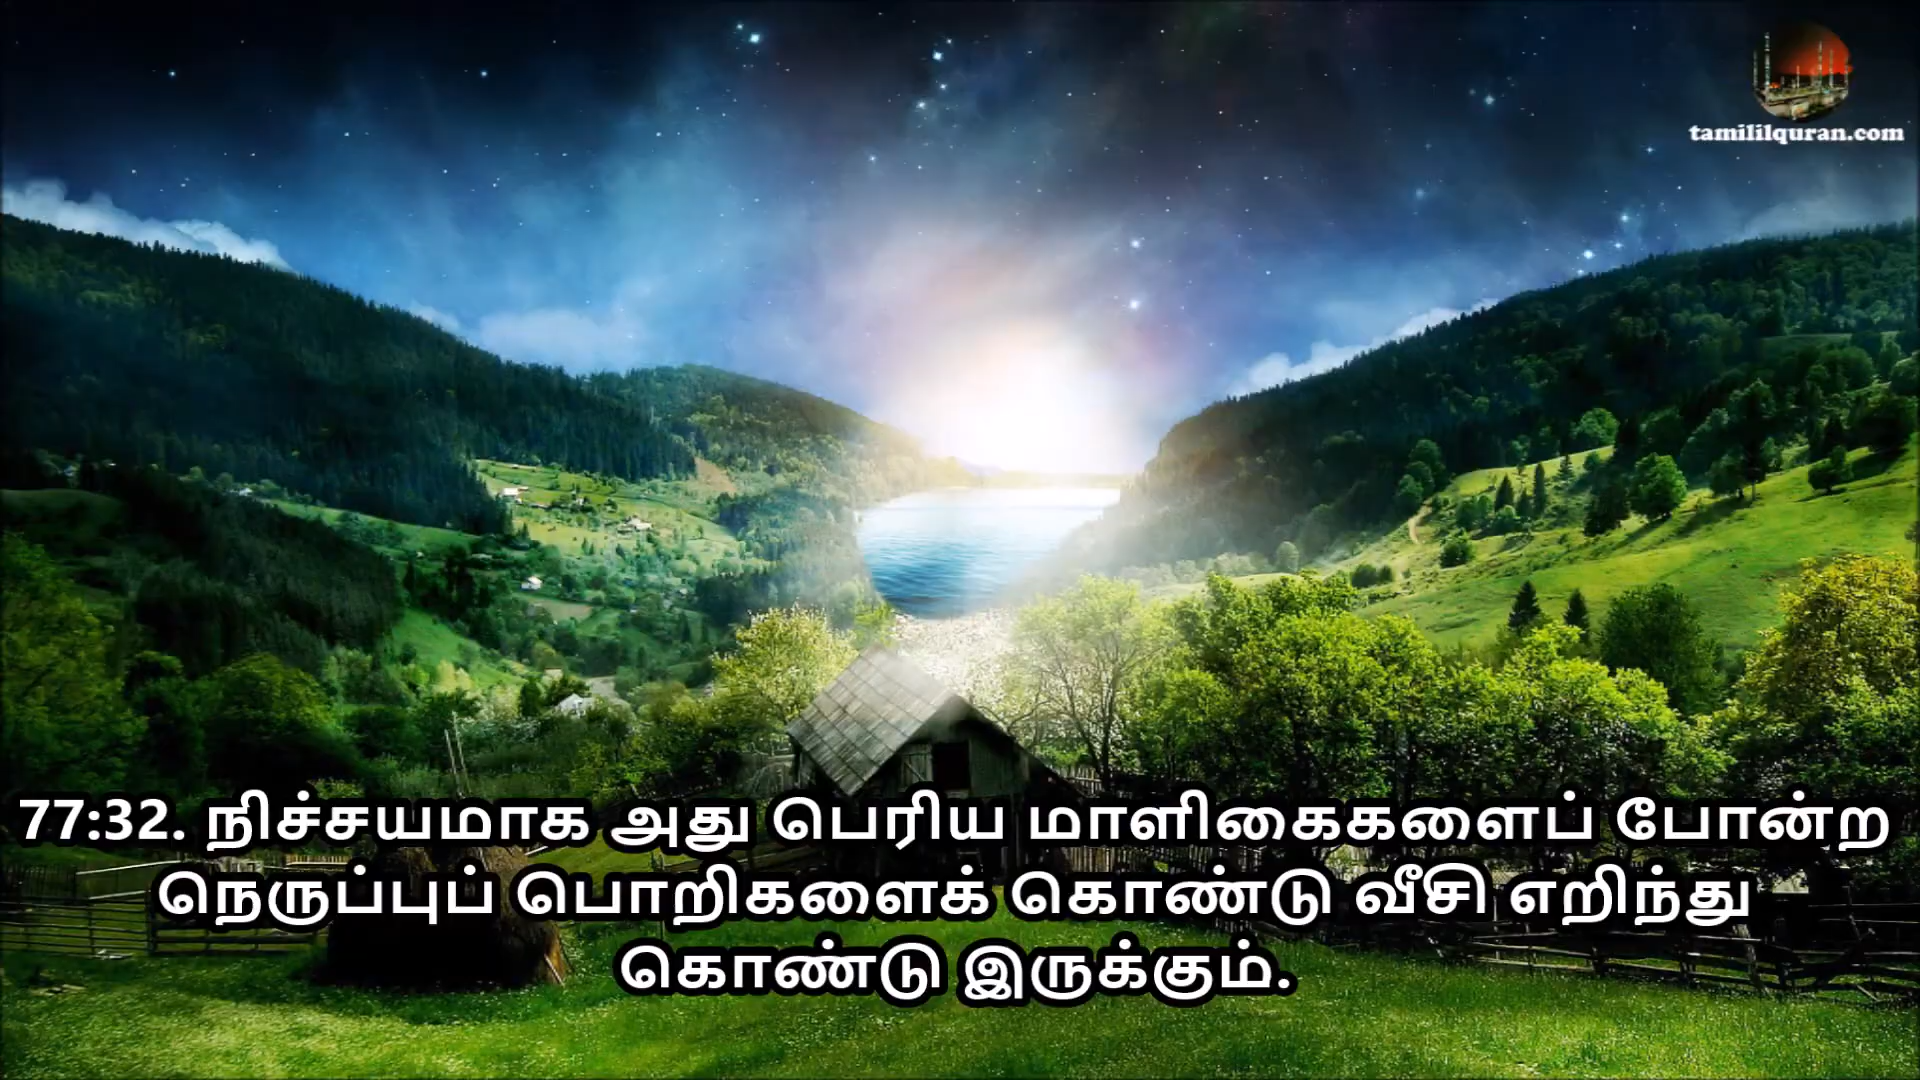 tamililquran.com
77:32. நிச்சயமாக அது பெரிய மாளிகைகளைப் போன்ற
நெருப்புப் பொறிகளைக் கொண்டு வீசி எறிந்து
கொண்டு இருக்கும்.